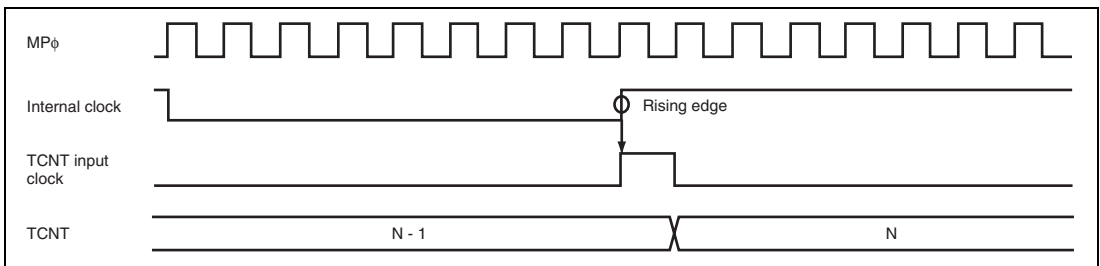 MPϕ
Internal clock
Rising edge
TCNT input
clock
TCNT
N - 1
N